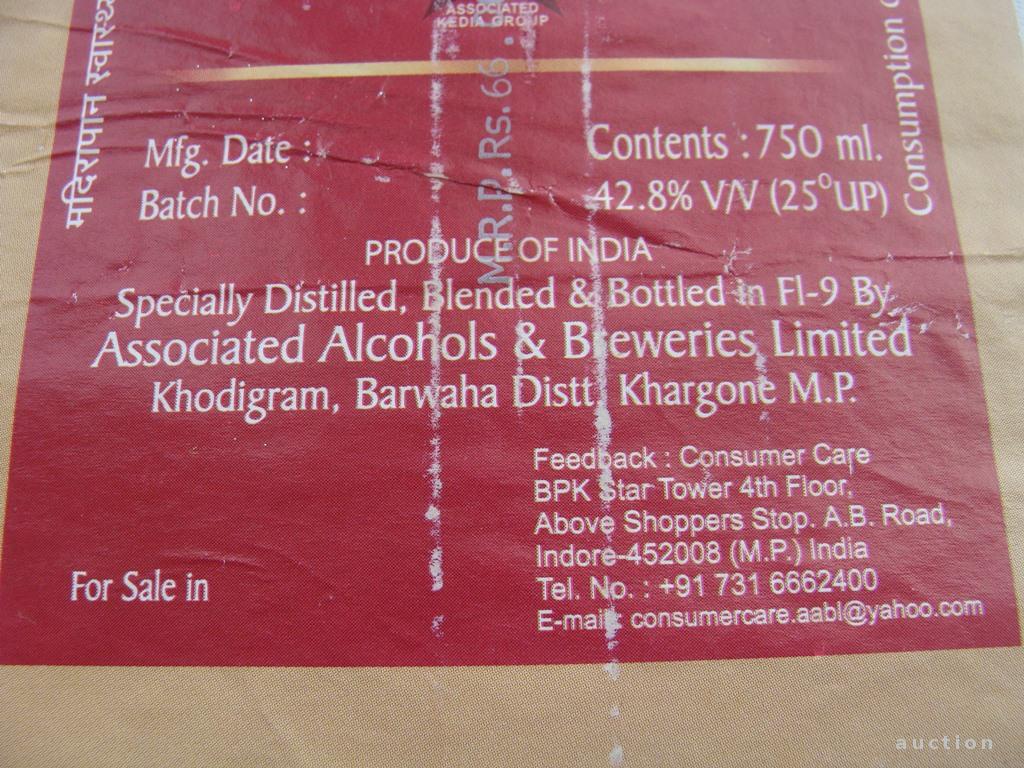 ASSOCIATED
KEDIA GROUP
मदिरापान स्वास्थ्य
M.R.P. Rs. 66.
Consumption
Mfg. Date :
Contents : 750 ml.
Batch No. :
42.8% V/V (25°UP)
PRODUCE OF INDIA
Specially Distilled, Blended & Bottled in Fl-9 By,
Associated Alcohols & Breweries Limited
Khodigram, Barwaha Distt. Khargone M.P.
Feedback : Consumer Care
BPK Star Tower 4th Floor,
Above Shoppers Stop. A.B. Road,
Indore-452008 (M.P.) India
Tel. No. : +91 731 6662400
E-mail: consumercare.aabl@yahoo.com
For Sale in
auction